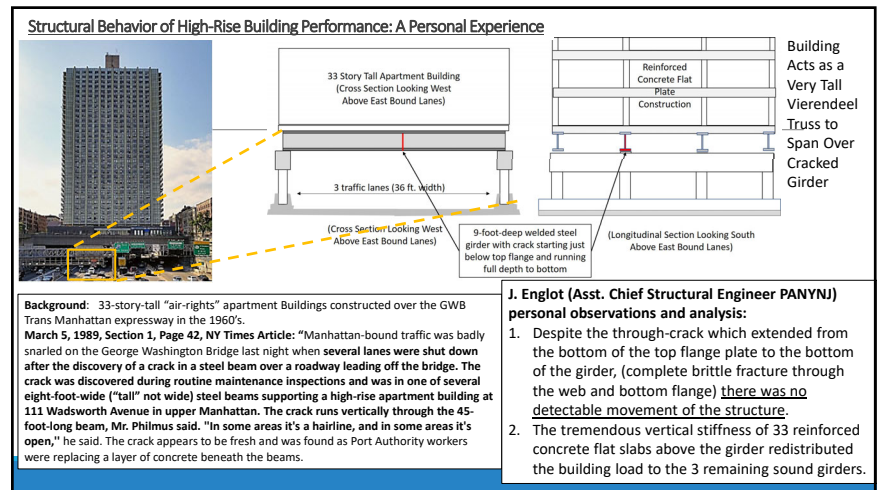 Structural Behavior of High-Rise Building Performance: A Personal Experience
33 Story Tall Apartment Building
(Cross Section Looking West
Above East Bound Lanes)
3 traffic lanes (36 ft. width)
(Cross Section Looking West
Above East Bound Lanes)
9-foot-deep welded steel
girder with crack starting just
below top flange and running
full depth to bottom
Reinforced
Concrete Flat
Plate
Construction
(Longitudinal Section Looking South
Above East Bound Lanes)
Building
Acts as a
Very Tall
Vierendeel
Truss to
Span Over
Cracked
Girder
Background: 33-story-tall “air-rights” apartment Buildings constructed over the GWB
Trans Manhattan expressway in the 1960’s.
March 5, 1989, Section 1, Page 42, NY Times Article: “Manhattan-bound traffic was badly
snarled on the George Washington Bridge last night when several lanes were shut down
after the discovery of a crack in a steel beam over a roadway leading off the bridge. The
crack was discovered during routine maintenance inspections and was in one of several
eight-foot-wide (“tall” not wide) steel beams supporting a high-rise apartment building at
111 Wadsworth Avenue in upper Manhattan. The crack runs vertically through the 45-
foot-long beam, Mr. Philmus said. "In some areas it's a hairline, and in some areas it's
open,'' he said. The crack appears to be fresh and was found as Port Authority workers
were replacing a layer of concrete beneath the beams.
J. Englot (Asst. Chief Structural Engineer PANYNJ)
personal observations and analysis:
1. Despite the through-crack which extended from
the bottom of the top flange plate to the bottom
of the girder, (complete brittle fracture through
the web and bottom flange) there was no
detectable movement of the structure.
2. The tremendous vertical stiffness of 33 reinforced
concrete flat slabs above the girder redistributed
the building load to the 3 remaining sound girders.